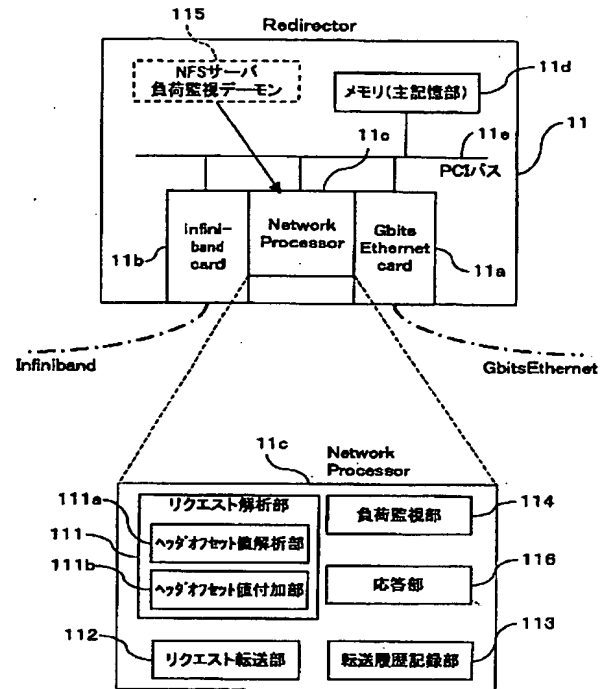 Redirector
115
NFSサーバ
負荷監視デーモン
メモリ(主記憶部)
11d
11e
11
11c
PCIバス
infini-
band
card
Network
Processor
Gbits
Ethernet
card
11b
11a
Infiniband
GbitsEthernet
11c
Network
Processor
111a
リクエスト解析部
負荷監視部
114
111
ヘッダオフセット値解析部
111b
ヘッダオフセット値付加部
応答部
116
112
リクエスト転送部
転送履歴記録部
113